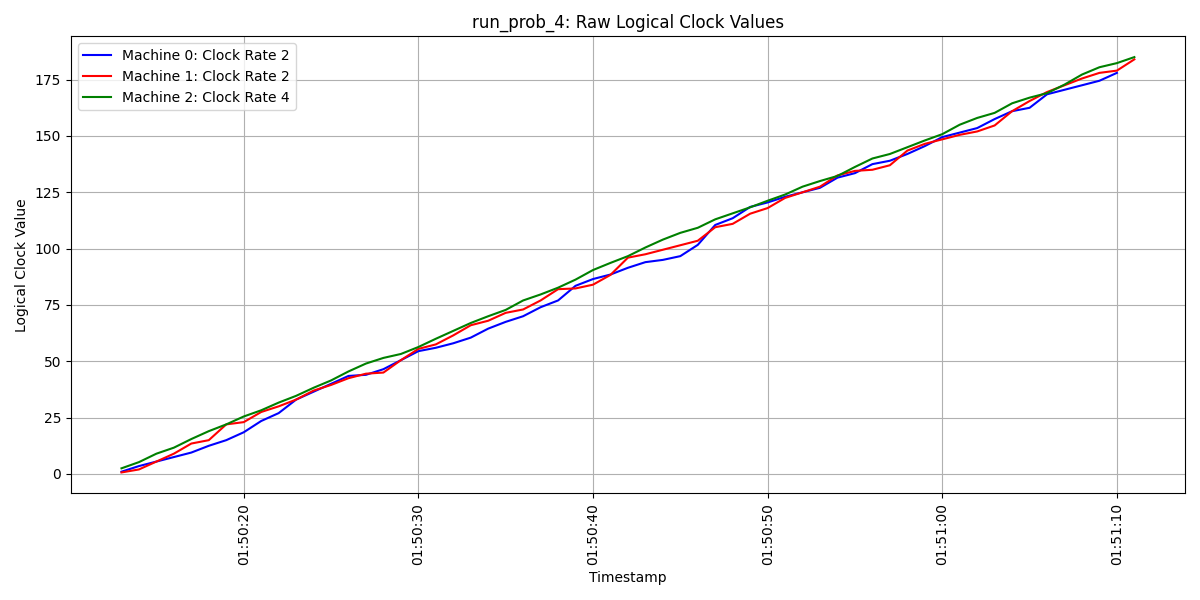 run_prob_4: Raw Logical Clock Values
Machine 0: Clock Rate 2
Machine 1: Clock Rate 2
Machine 2: Clock Rate 4
Logical Clock Value
175
150
125
100
75
50
25
0
01:50:20
01:50:30
01:50:40
01:50:50
01:51:00
01:51:10
Timestamp